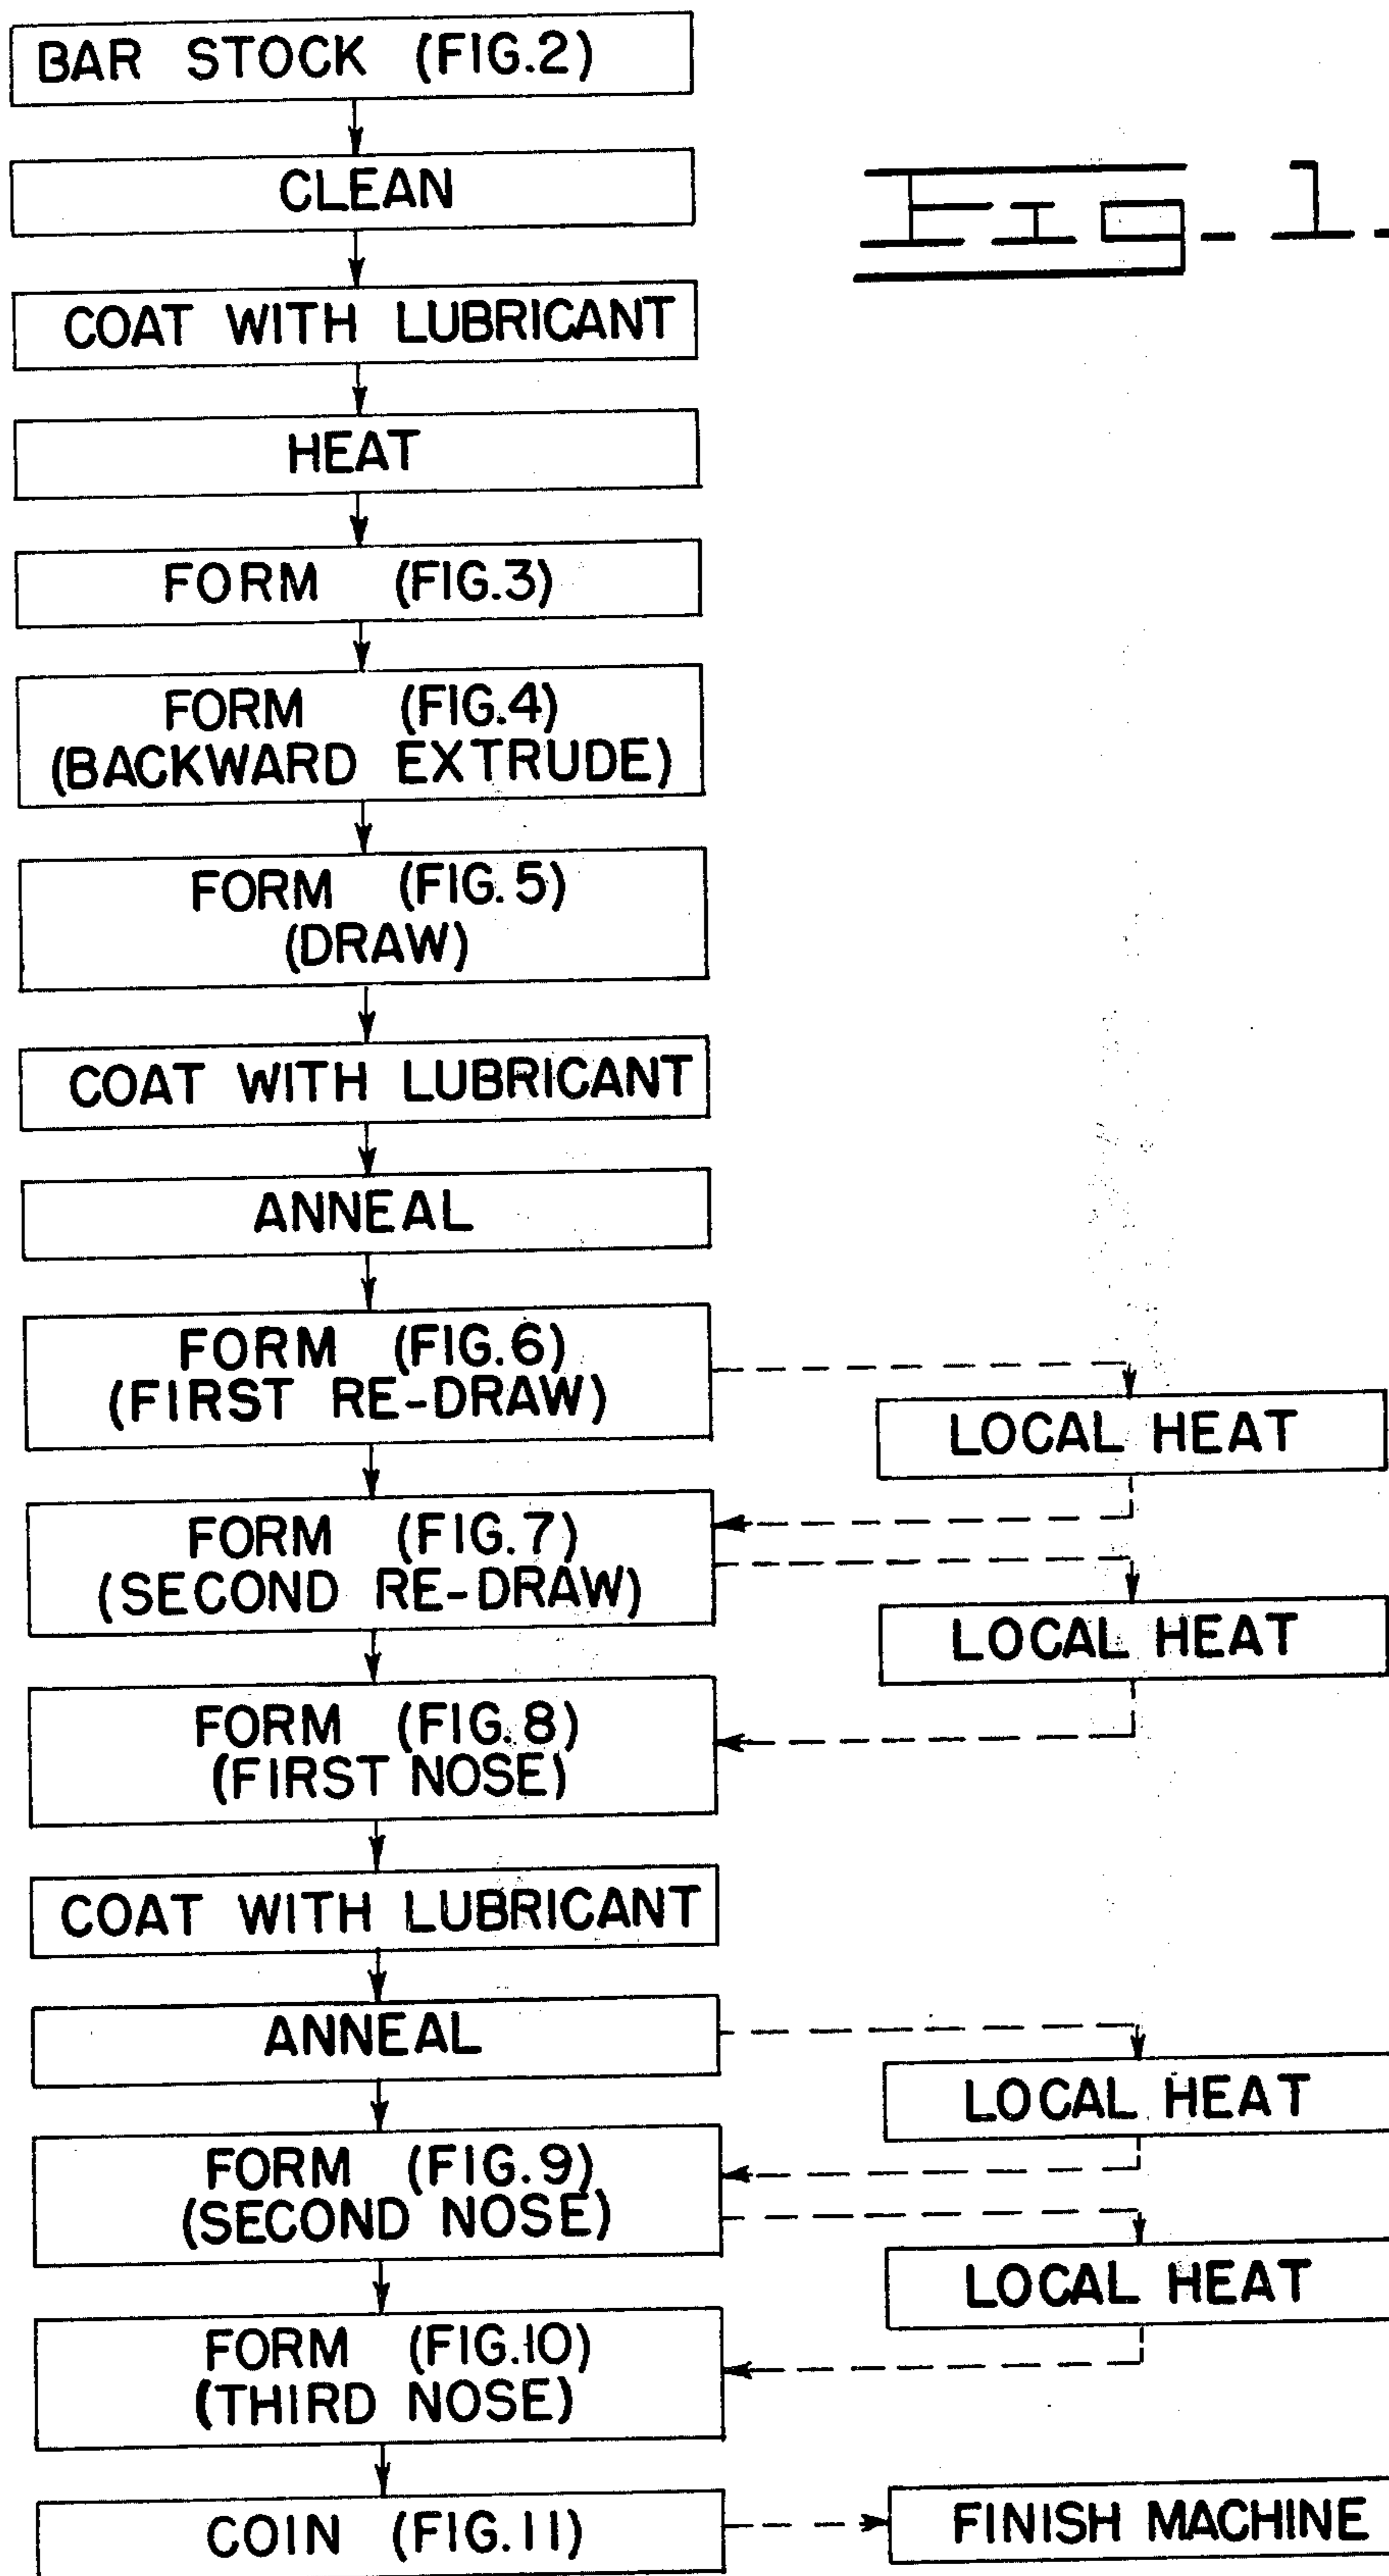 BAR STOCK (FIG.2)
CLEAN
FIG. 1.
COAT WITH LUBRICANT
HEAT
FORM (FIG.3)
FORM (FIG.4)
(BACKWARD EXTRUDE)
FORM (FIG.5)
(DRAW)
COAT WITH LUBRICANT
ANNEAL
FORM (FIG.6)
(FIRST RE-DRAW)
LOCAL HEAT
FORM (FIG.7)
(SECOND RE-DRAW)
LOCAL HEAT
FORM (FIG.8)
(FIRST NOSE)
COAT WITH LUBRICANT
ANNEAL
LOCAL HEAT
FORM (FIG.9)
(SECOND NOSE)
LOCAL HEAT
FORM (FIG.10)
(THIRD NOSE)
COIN (FIG.11)
FINISH MACHINE